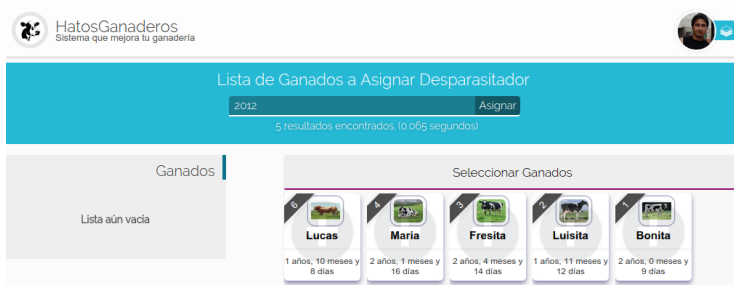 HatosGanaderos
Sistema que mejora tu ganadería
Lista de Ganados a Asignar Desparasitador
2012 Asignar
5 resultados encontrados. (0.065 segundos)
Ganados
Lista aún vacia
Seleccionar Ganados
6
Lucas
1 años, 10 meses y
8 días
4
Maria
2 años, 1 meses y
16 días
3
Fresita
2 años, 4 meses y
14 días
2
Luisita
1 años, 11 meses y
12 días
1
Bonita
2 años, 0 meses y
9 días